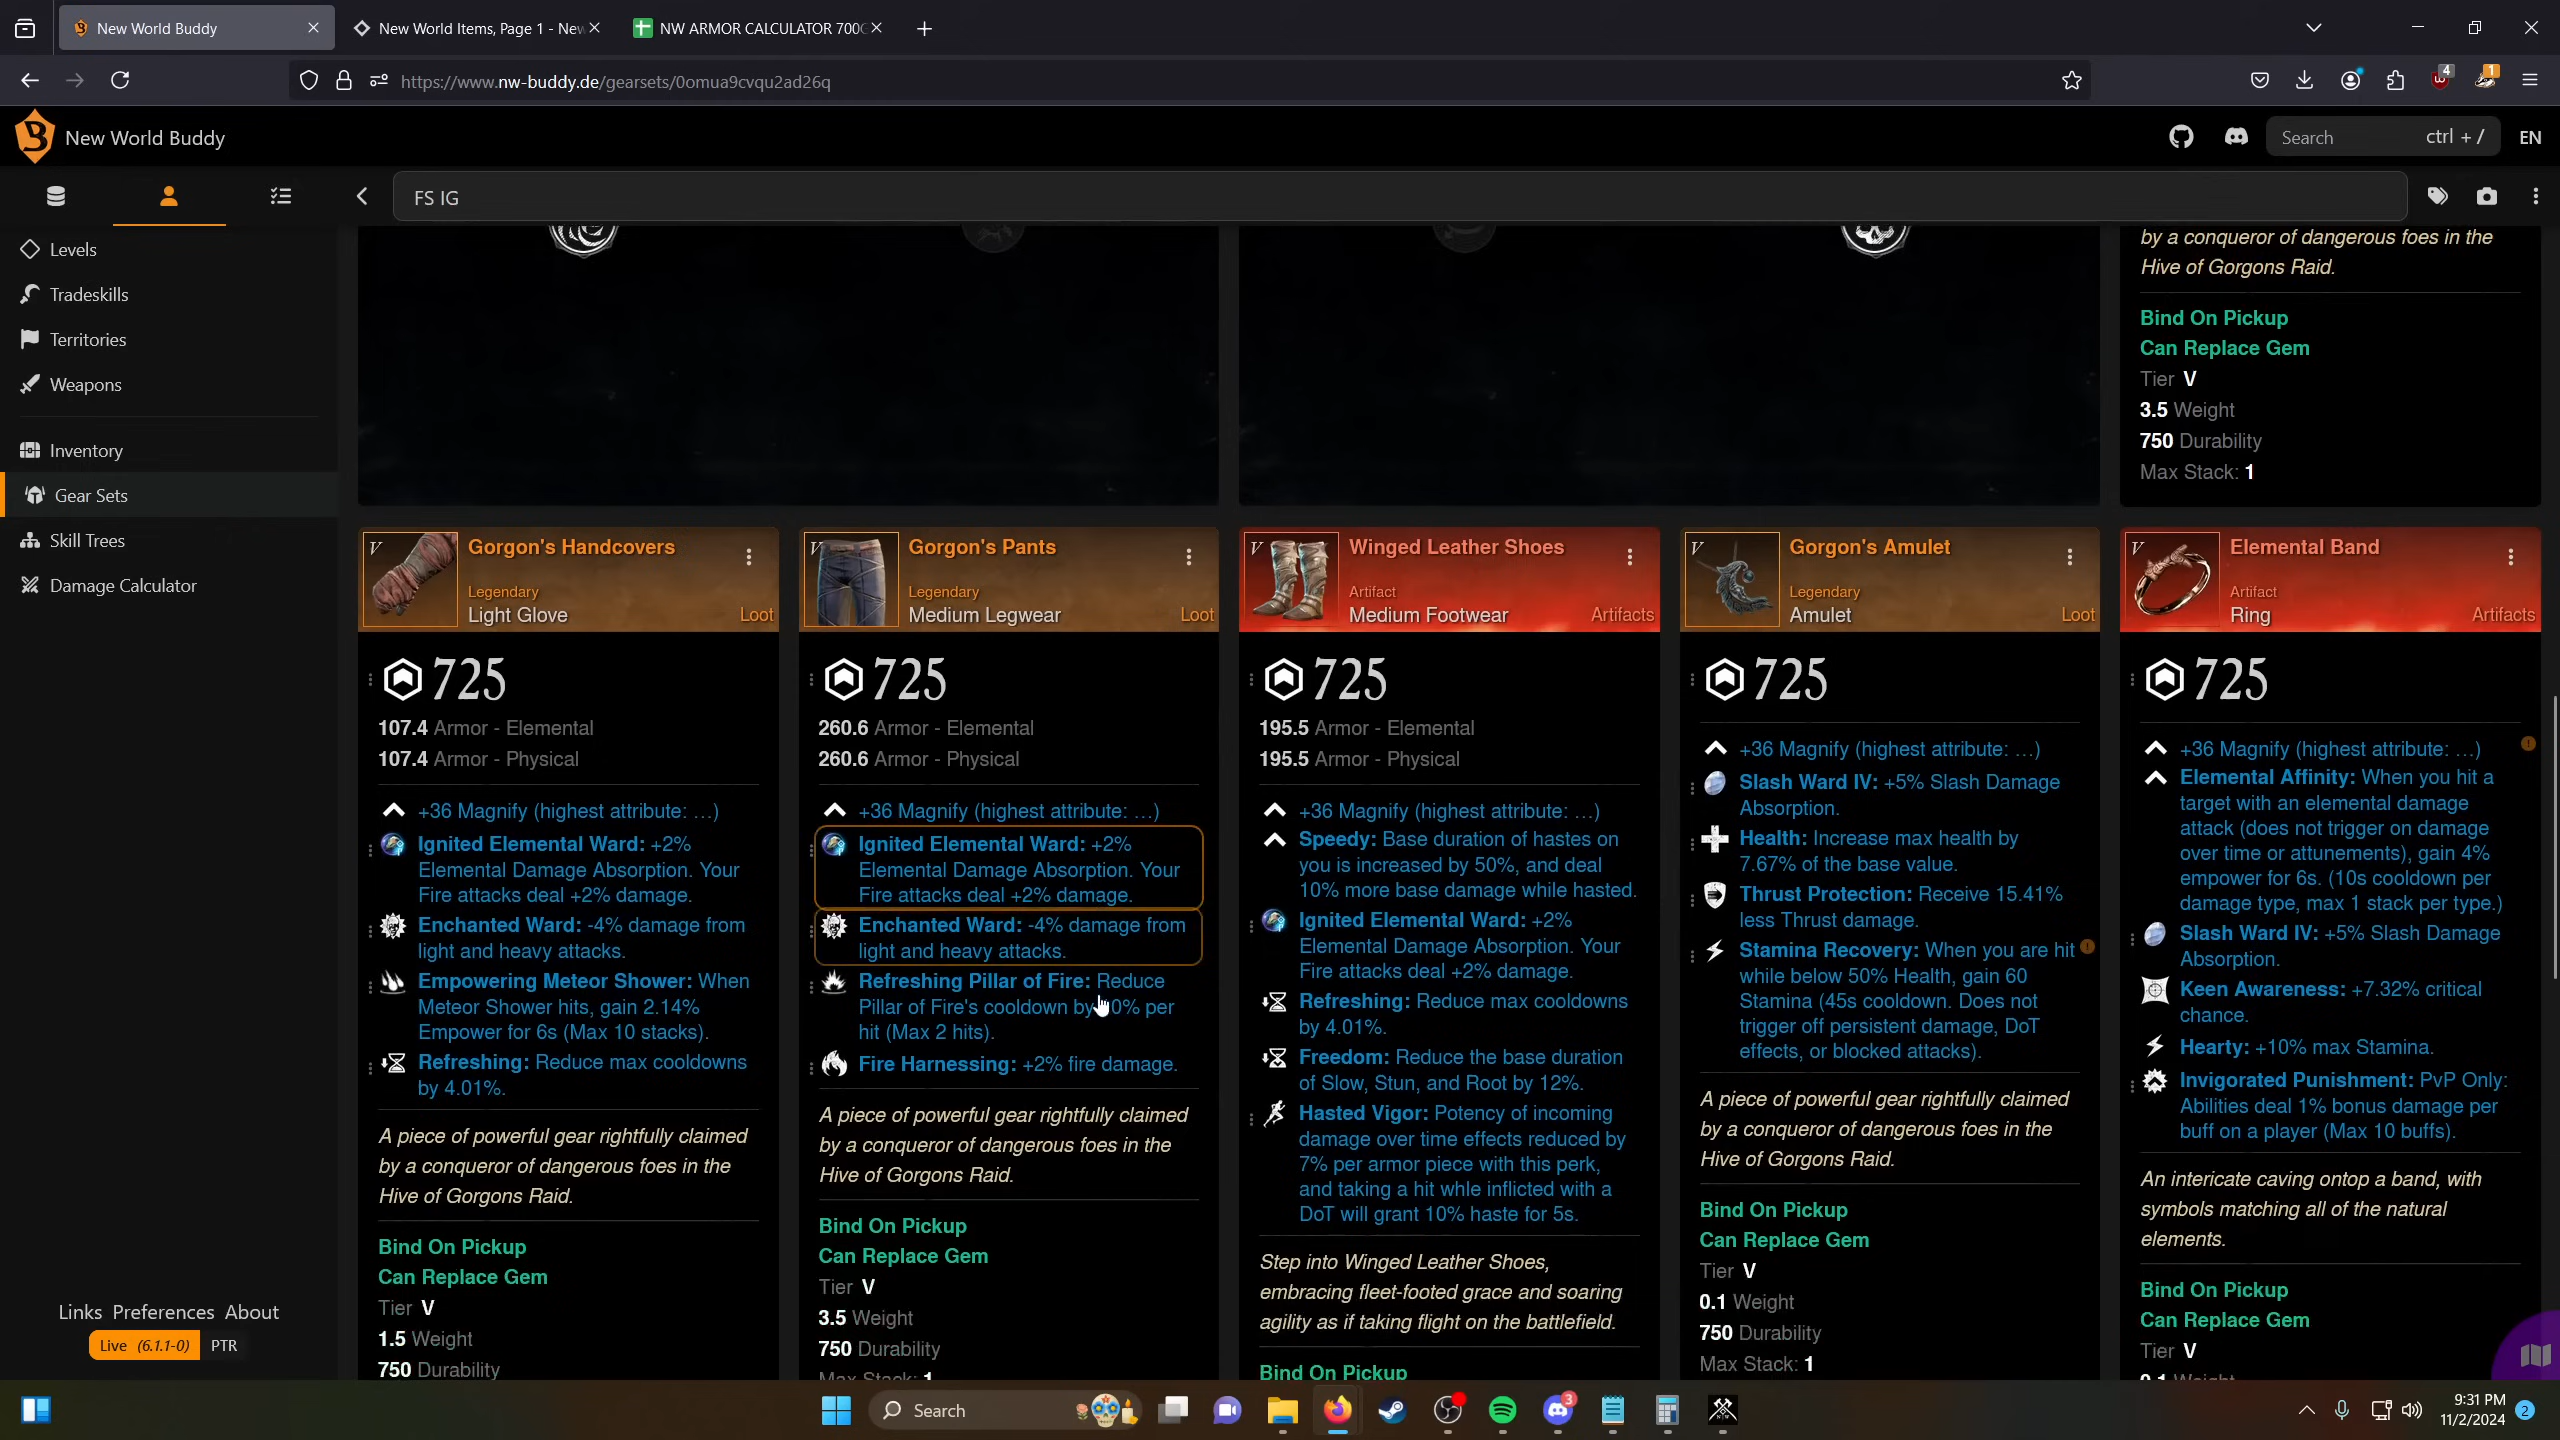 New World Buddy
New World Items, Page 1 - New
NW ARMOR CALCULATOR 700G
https://www.nw-buddy.de/gearsets/0omua9cvqu2ad26q
4
1
New World Buddy
Search ctrl + /
EN
FS IG
Levels
Tradeskills
Territories
Weapons
Inventory
Gear Sets
Skill Trees
Damage Calculator
by a conqueror of dangerous foes in the
Hive of Gorgons Raid.
Bind On Pickup
Can Replace Gem
Tier V
3.5 Weight
750 Durability
Max Stack: 1
V
Gorgon's Handcovers
Legendary
Light Glove
Loot
725
107.4 Armor - Elemental
107.4 Armor - Physical
+36 Magnify (highest attribute: …)
Ignited Elemental Ward: +2%
Elemental Damage Absorption. Your
Fire attacks deal +2% damage.
Enchanted Ward: -4% damage from
light and heavy attacks.
Empowering Meteor Shower: When
Meteor Shower hits, gain 2.14%
Empower for 6s (Max 10 stacks).
Refreshing: Reduce max cooldowns
by 4.01%.
A piece of powerful gear rightfully claimed
by a conqueror of dangerous foes in the
Hive of Gorgons Raid.
Bind On Pickup
Can Replace Gem
Tier V
1.5 Weight
750 Durability
V
Gorgon's Pants
Legendary
Medium Legwear
Loot
725
260.6 Armor - Elemental
260.6 Armor - Physical
+36 Magnify (highest attribute: …)
Ignited Elemental Ward: +2%
Elemental Damage Absorption. Your
Fire attacks deal +2% damage.
Enchanted Ward: -4% damage from
light and heavy attacks.
Refreshing Pillar of Fire: Reduce
Pillar of Fire's cooldown by 0% per
hit (Max 2 hits).
Fire Harnessing: +2% fire damage.
A piece of powerful gear rightfully claimed
by a conqueror of dangerous foes in the
Hive of Gorgons Raid.
Bind On Pickup
Can Replace Gem
Tier V
3.5 Weight
750 Durability
Max Stack: 1
V
Winged Leather Shoes
Artifact
Medium Footwear
Artifacts
725
195.5 Armor - Elemental
195.5 Armor - Physical
+36 Magnify (highest attribute: …)
Speedy: Base duration of hastes on
you is increased by 50%, and deal
10% more base damage while hasted.
Ignited Elemental Ward: +2%
Elemental Damage Absorption. Your
Fire attacks deal +2% damage.
Refreshing: Reduce max cooldowns
by 4.01%.
Freedom: Reduce the base duration
of Slow, Stun, and Root by 12%.
Hasted Vigor: Potency of incoming
damage over time effects reduced by
7% per armor piece with this perk,
and taking a hit whle inflicted with a
DoT will grant 10% haste for 5s.
Step into Winged Leather Shoes,
embracing fleet-footed grace and soaring
agility as if taking flight on the battlefield.
Bind On Pickup
V
Gorgon's Amulet
Legendary
Amulet
Loot
725
+36 Magnify (highest attribute: …)
Slash Ward IV: +5% Slash Damage
Absorption.
Health: Increase max health by
7.67% of the base value.
Thrust Protection: Receive 15.41%
less Thrust damage.
Stamina Recovery: When you are hit
while below 50% Health, gain 60
Stamina (45s cooldown. Does not
trigger off persistent damage, DoT
effects, or blocked attacks).
A piece of powerful gear rightfully claimed
by a conqueror of dangerous foes in the
Hive of Gorgons Raid.
Bind On Pickup
Can Replace Gem
Tier V
0.1 Weight
750 Durability
Max Stack: 1
V
Elemental Band
Artifact
Ring
Artifacts
725
+36 Magnify (highest attribute: …)
Elemental Affinity: When you hit a
target with an elemental damage
attack (does not trigger on damage
over time or attunements), gain 4%
empower for 6s. (10s cooldown per
damage type, max 1 stack per type.)
Slash Ward IV: +5% Slash Damage
Absorption.
Keen Awareness: +7.32% critical
chance.
Hearty: +10% max Stamina.
Invigorated Punishment: PvP Only:
Abilities deal 1% bonus damage per
buff on a player (Max 10 buffs).
An intericate caving ontop a band, with
symbols matching all of the natural
elements.
Bind On Pickup
Can Replace Gem
Tier V
0.1 Weight
Links Preferences About
Live (6.1.1-0) PTR
Search
3
9:31 PM
11/2/2024
2